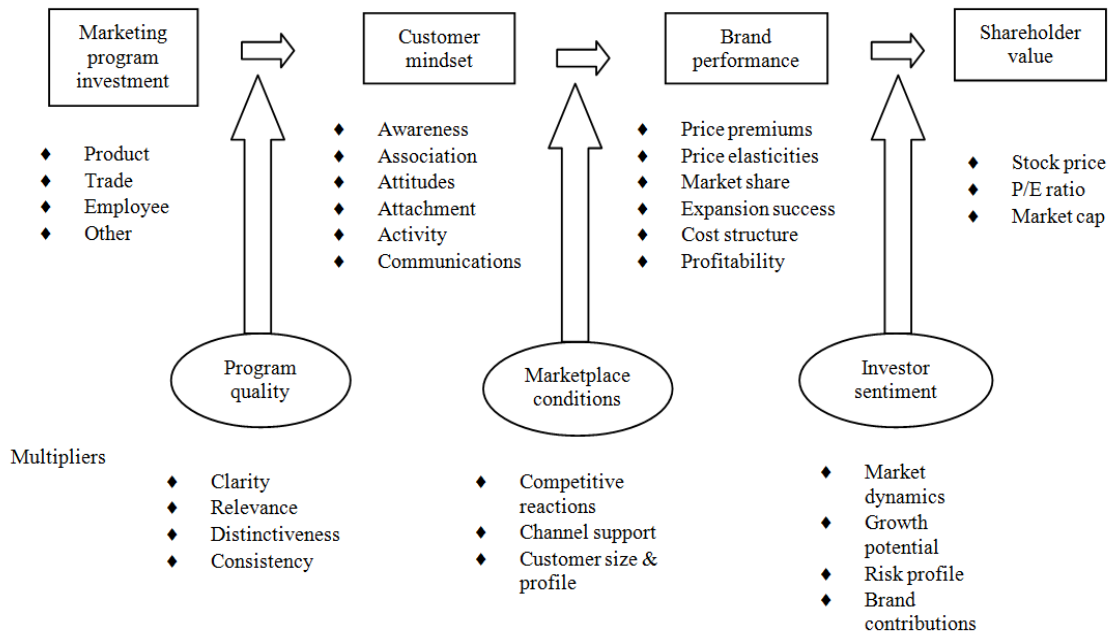 Marketing
program
investment
Customer
mindset
Brand
performance
Shareholder
value
♦ Product
♦ Trade
♦ Employee
♦ Other
♦ Awareness
♦ Association
♦ Attitudes
♦ Attachment
♦ Activity
♦ Communications
♦ Price premiums
♦ Price elasticities
♦ Market share
♦ Expansion success
♦ Cost structure
♦ Profitability
♦ Stock price
♦ P/E ratio
♦ Market cap
Program
quality
Marketplace
conditions
Investor
sentiment
Multipliers
♦ Clarity
♦ Relevance
♦ Distinctiveness
♦ Consistency
♦ Competitive
reactions
♦ Channel support
♦ Customer size &
profile
♦ Market
dynamics
♦ Growth
potential
♦ Risk profile
♦ Brand
contributions